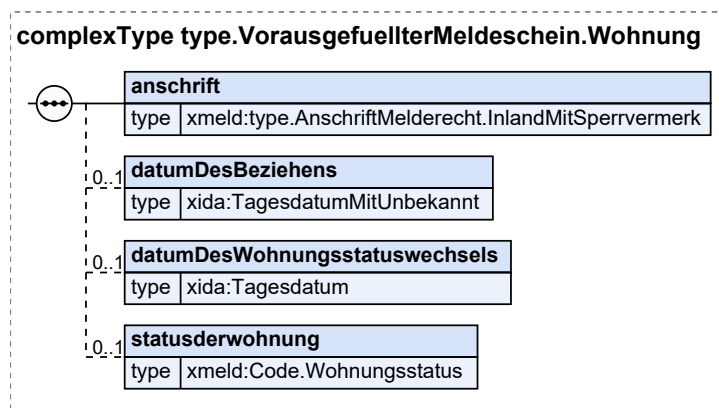 complexType type.VorausgefuellterMeldeschein.Wohnung
anschrift
type xmeld:type.AnschriftMelderecht.InlandMitSperrvermerk
0..1 datumDesBeziehens
type xida:TagesdatumMitUnbekannt
0..1 datumDesWohnungsstatuswechsels
type xida:Tagesdatum
0..1 statusderwohnung
type xmeld:Code.Wohnungsstatus